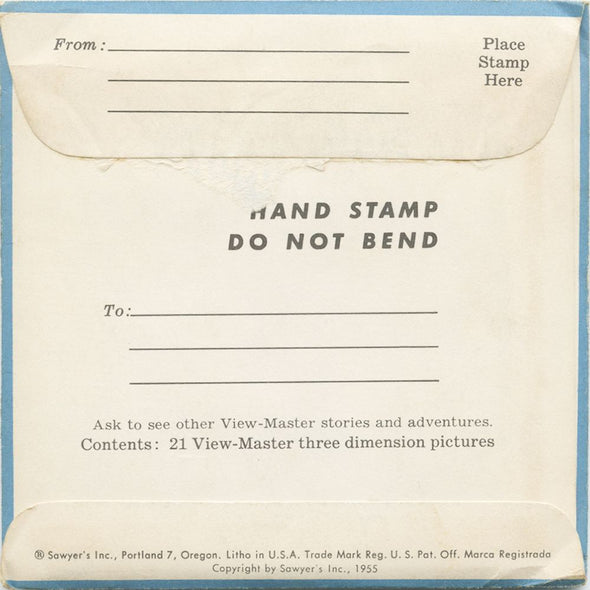 From:
Place
Stamp
Here
HAND STAMP
DO NOT BEND
To:
Ask to see other View-Master stories and adventures.
Contents: 21 View-Master three dimension pictures
® Sawyer's Inc., Portland 7, Oregon. Litho in U.S.A. Trade Mark Reg. U. S. Pat. Off. Marca Registrada
Copyright by Sawyer's Inc., 1955